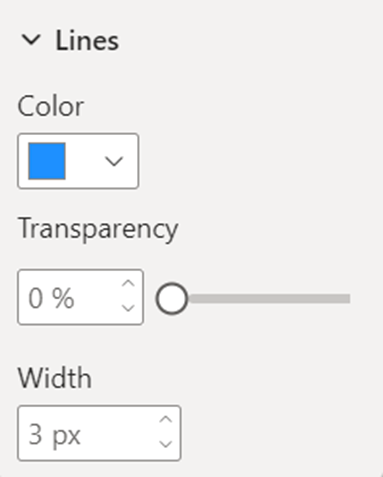 Lines
Color
Transparency
0 %
Width
3 px